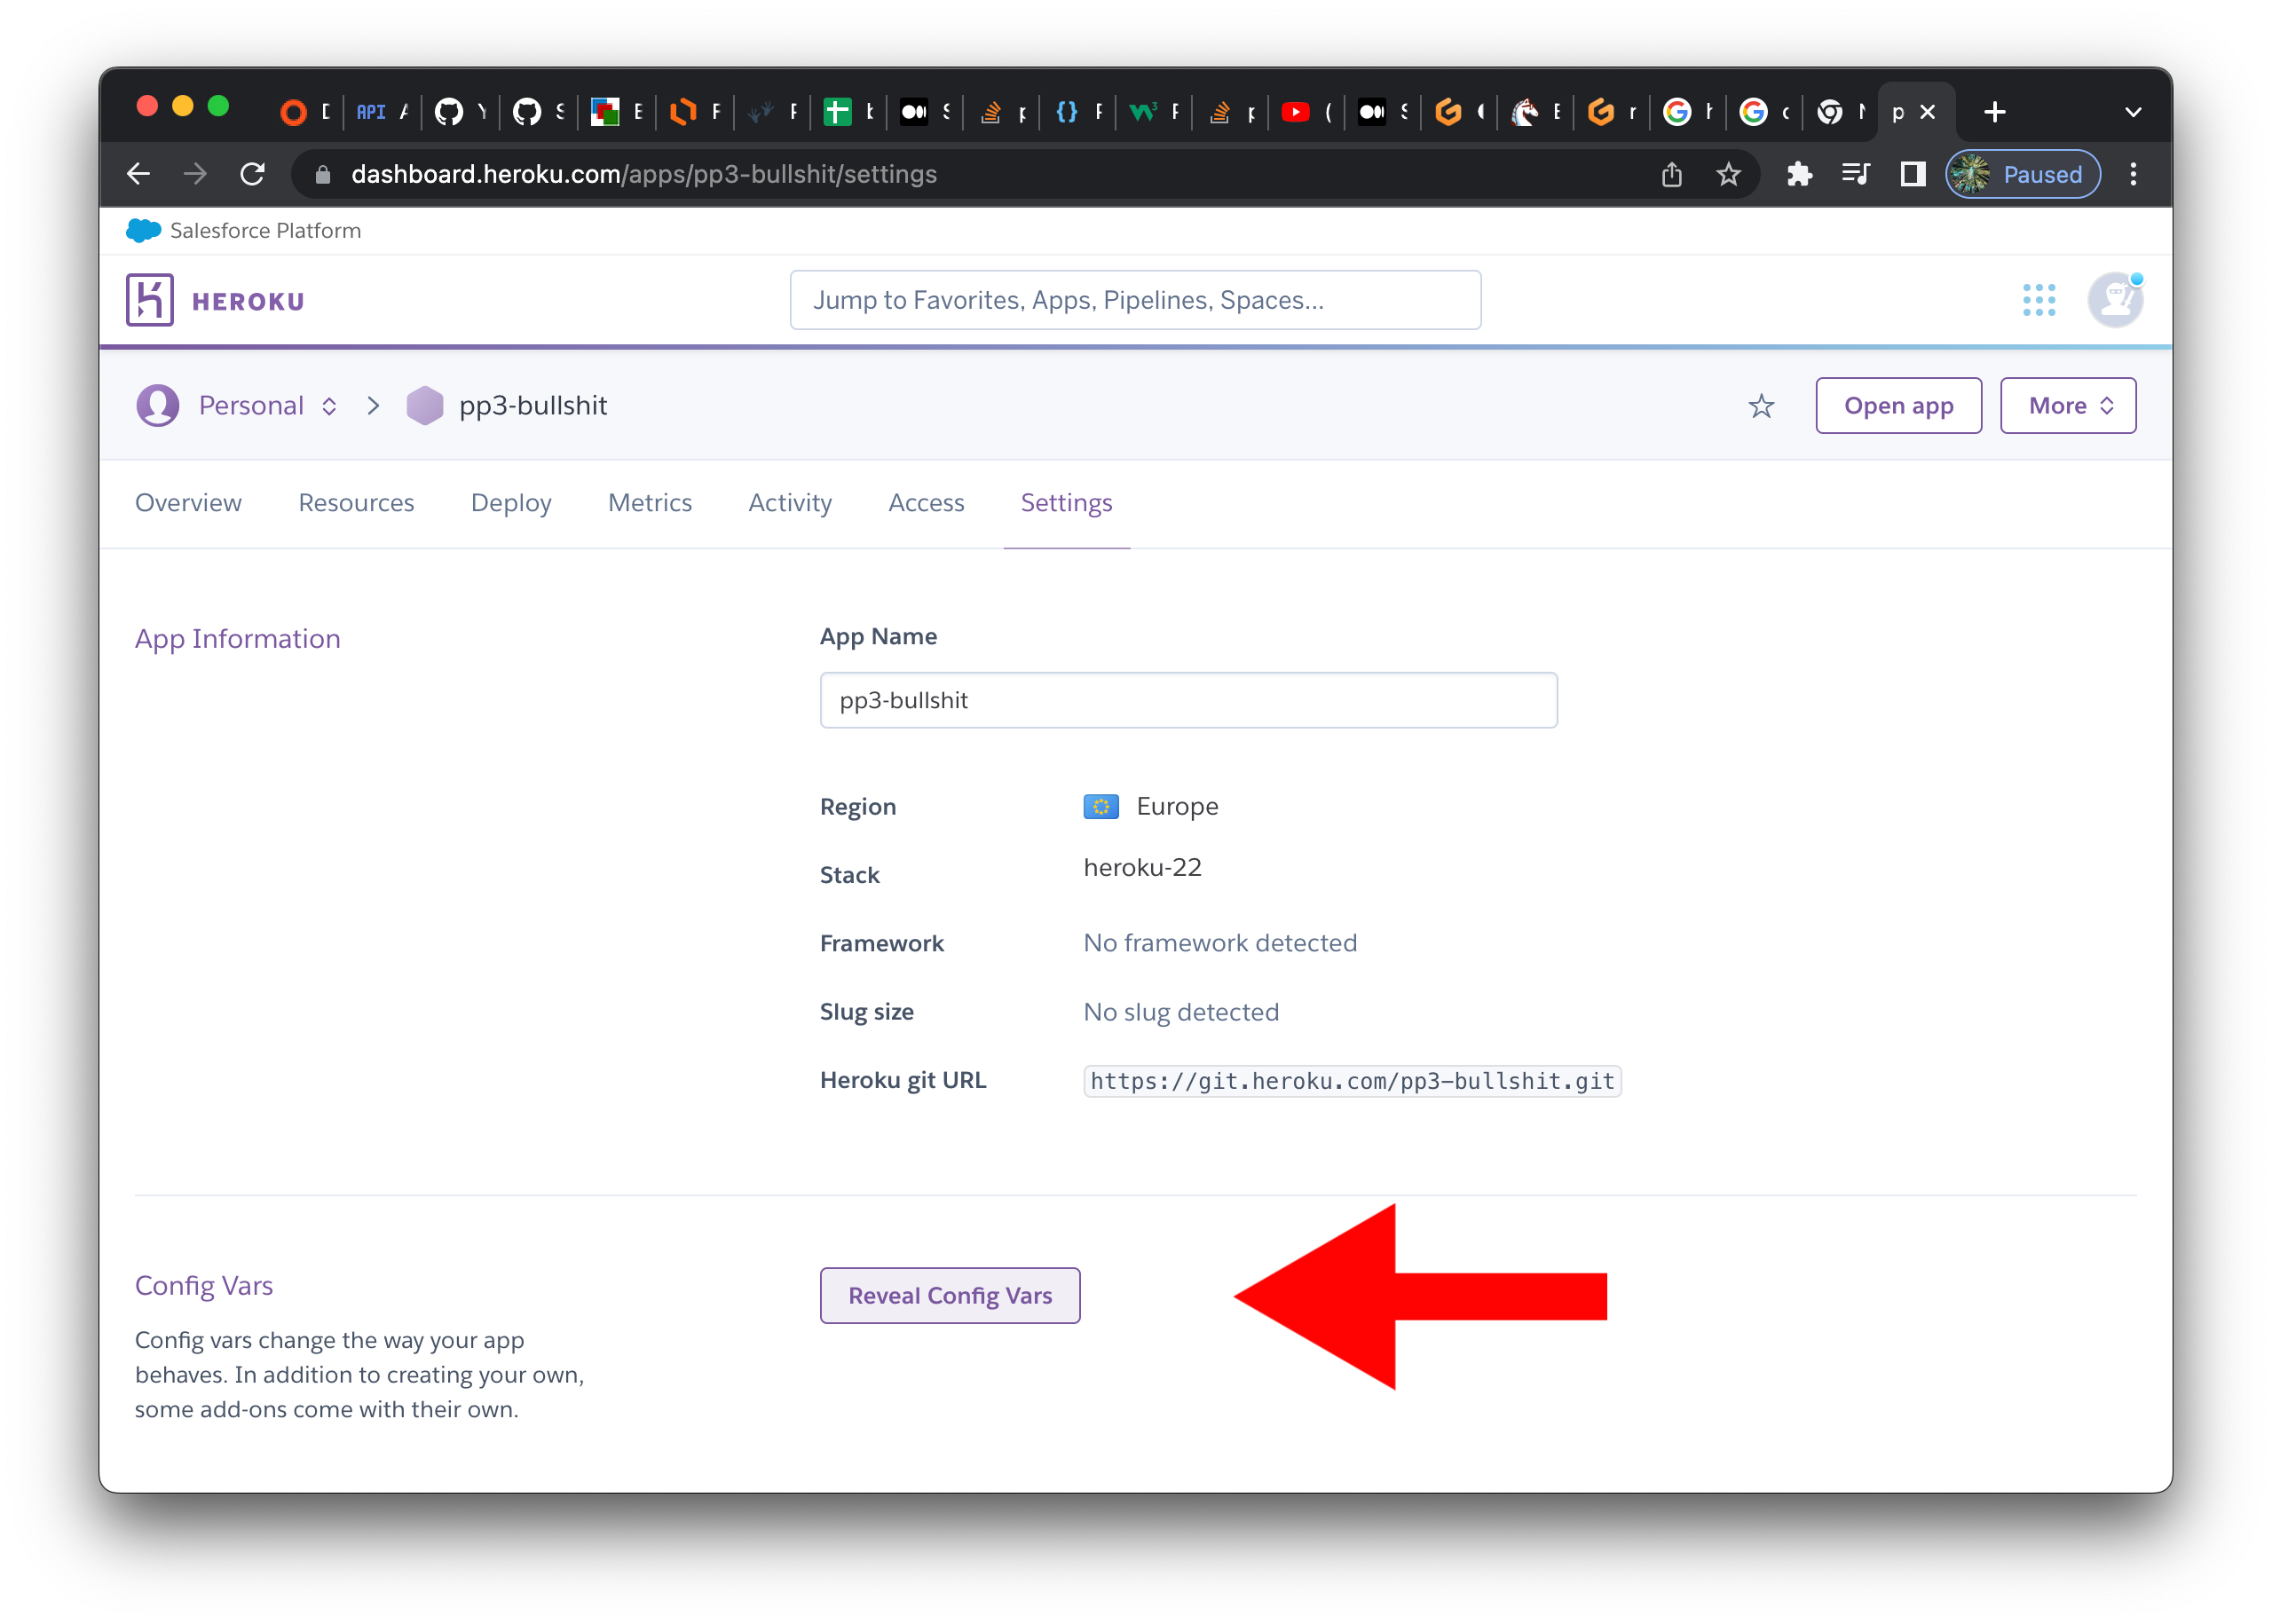 API
dashboard.heroku.com/apps/pp3-bullshit/settings
Paused
Salesforce Platform
HEROKU
Jump to Favorites, Apps, Pipelines, Spaces...
Personal
pp3-bullshit
Open app
More
Overview Resources Deploy Metrics Activity Access Settings
App Information
App Name
pp3-bullshit
Region Europe
Stack heroku-22
Framework No framework detected
Slug size No slug detected
Heroku git URL https://git.heroku.com/pp3-bullshit.git
Config Vars
Reveal Config Vars
Config vars change the way your app
behaves. In addition to creating your own,
some add-ons come with their own.